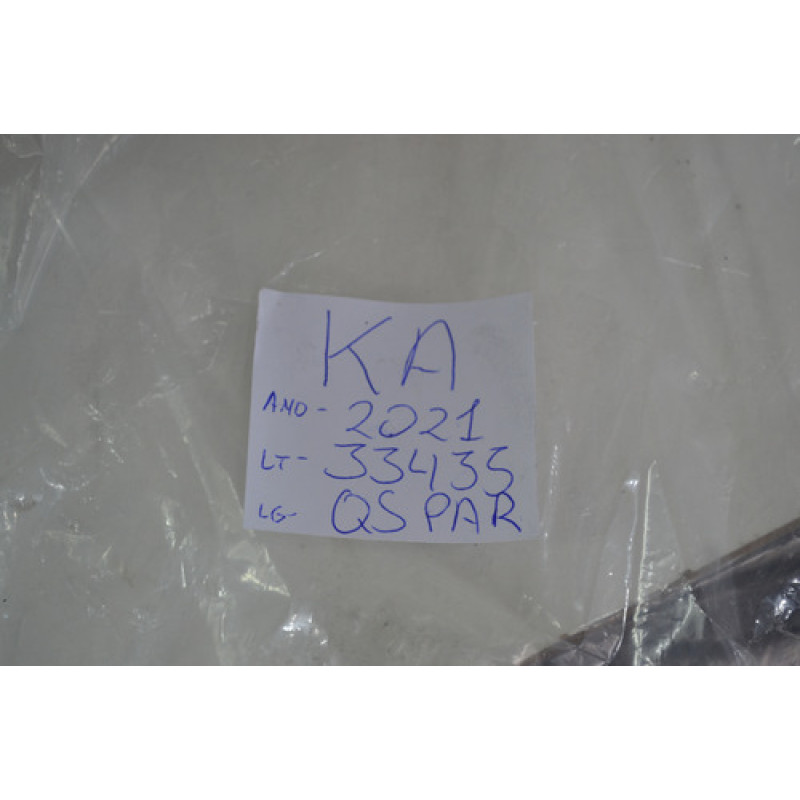 KA
ANO- 2021
LT- 33435
LG- QS PAR